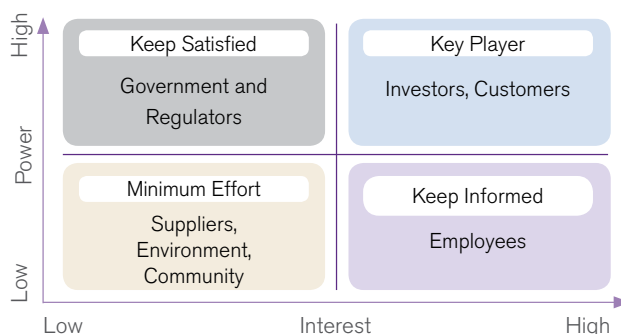 High
Power
Low
Keep Satisfied
Government and
Regulators
Key Player
Investors, Customers
Minimum Effort
Suppliers,
Environment,
Community
Keep Informed
Employees
Low
Interest
High